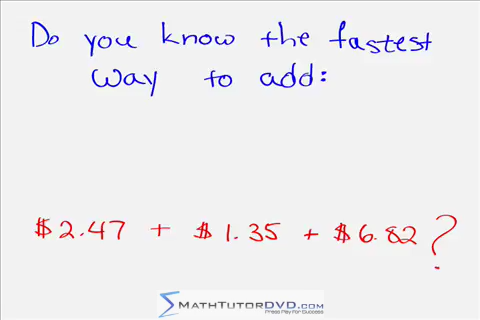 Do you know the fastest
way to add:
$2.47 + $1.35 + $6.82?
MATHTUTORDVD.COM
Press Play For Success